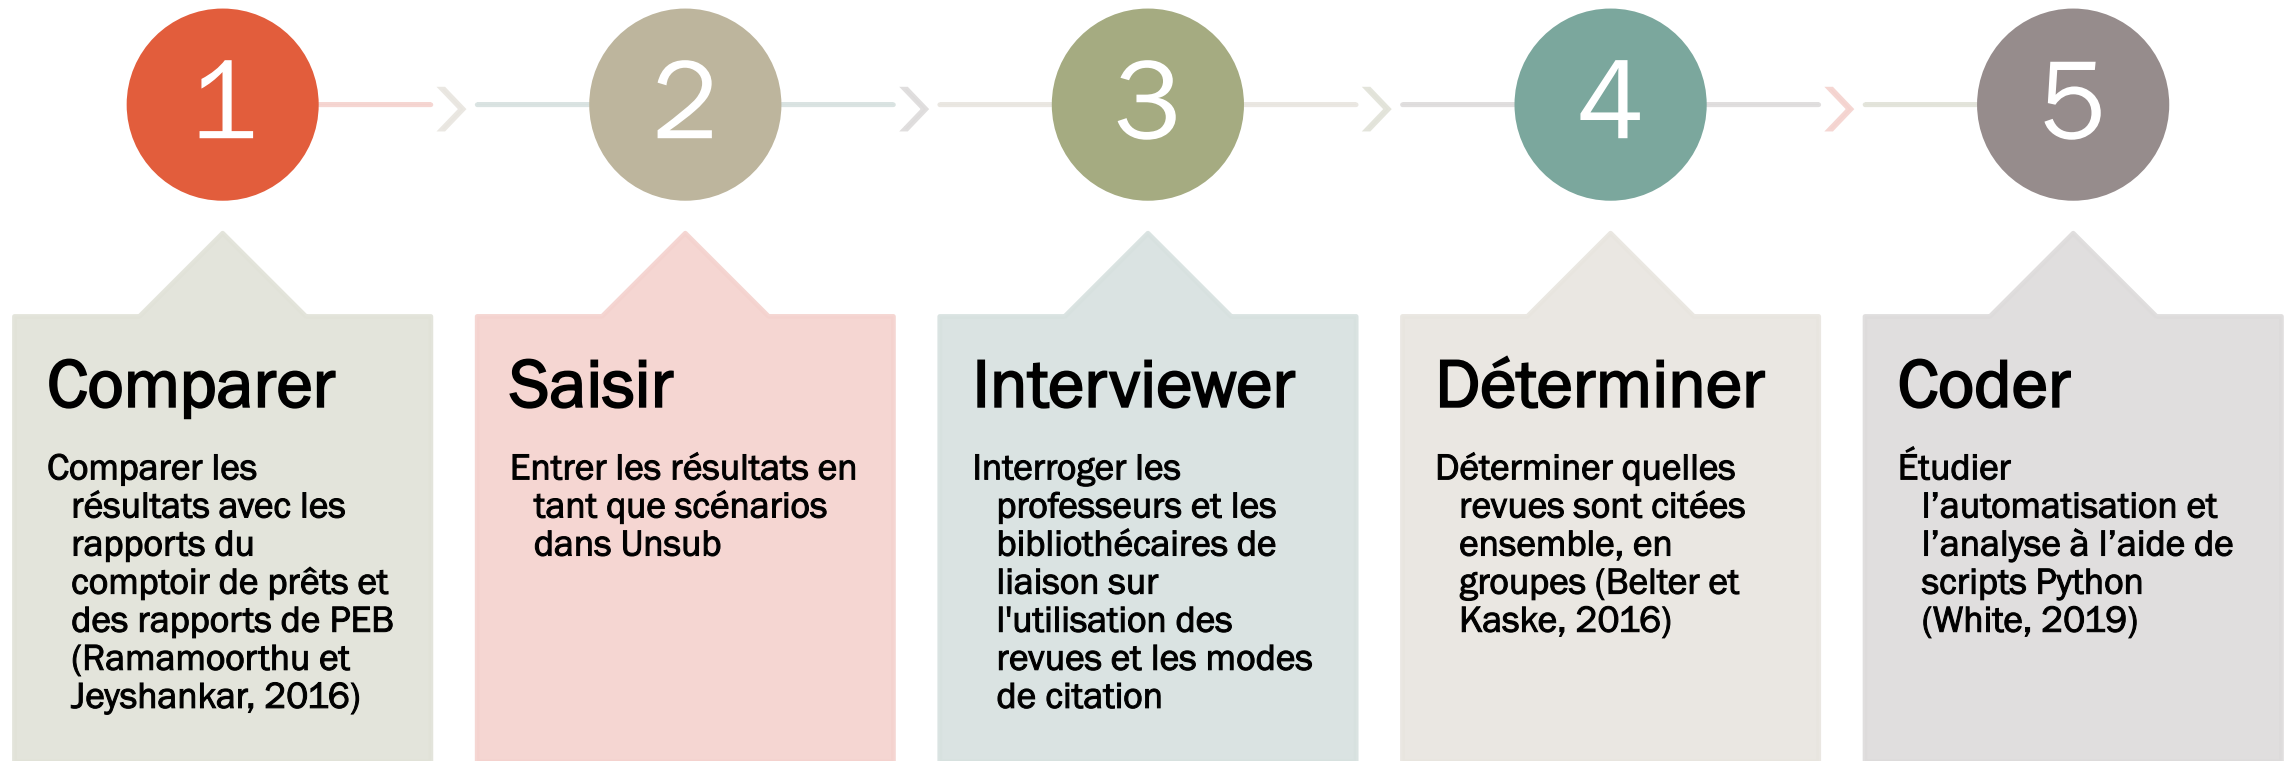 1
2
3
4
5
Comparer
Comparer les
résultats avec les
rapports du
comptoir de prêts et
des rapports de PEB
(Ramamoorthu et
Jeyshankar, 2016)
Saisir
Entrer les résultats en
tant que scénarios
dans Unsub
Interviewer
Interroger les
professeurs et les
bibliothécaires de
liaison sur
l'utilisation des
revues et les modes
de citation
Déterminer
Déterminer quelles
revues sont citées
ensemble, en
groupes (Belter et
Kaske, 2016)
Coder
Étudier
l’automatisation et
l’analyse à l’aide de
scripts Python
(White, 2019)